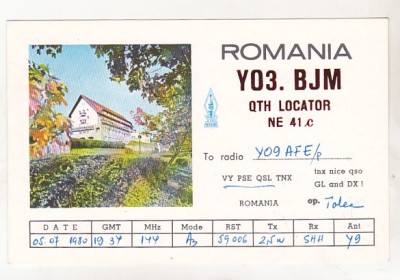 ROMANIA
YO3. BJM
QTH LOCATOR
NE 41 c
To radio YO9AFE/p
VY PSE QSL TNX
tnx nice qso
GL and DX!
ROMANIA
op.
DATE GMT MHz Mode RST Tx Rx Ant
05.07 1980 19 34 144 A3 59006 2,5w SHH Y9